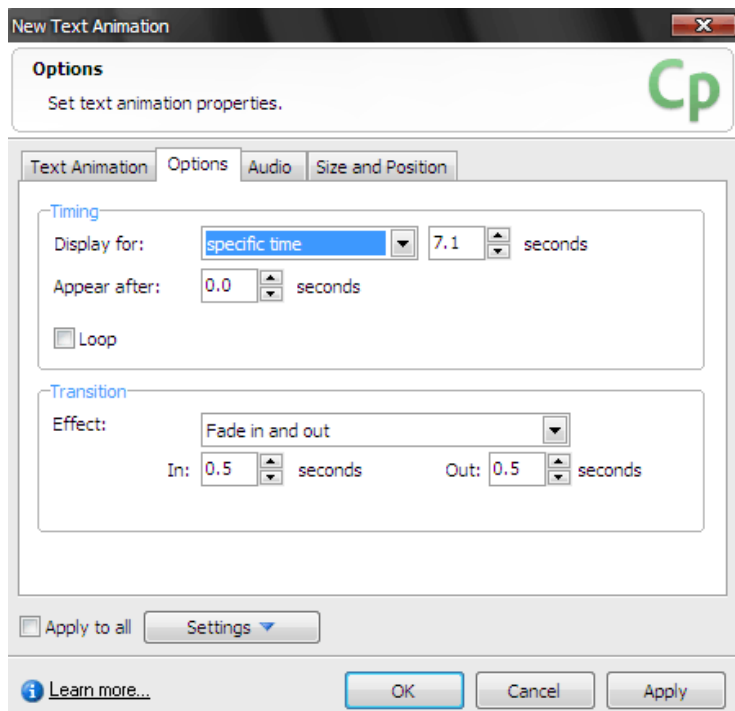 New Text Animation
Options
Set text animation properties.
Cp
Text Animation Options Audio Size and Position
Timing
Display for: specific time 7.1 seconds
Appear after: 0.0 seconds
Loop
Transition
Effect: Fade in and out
In: 0.5 seconds Out: 0.5 seconds
Apply to all Settings
Learn more... OK Cancel Apply